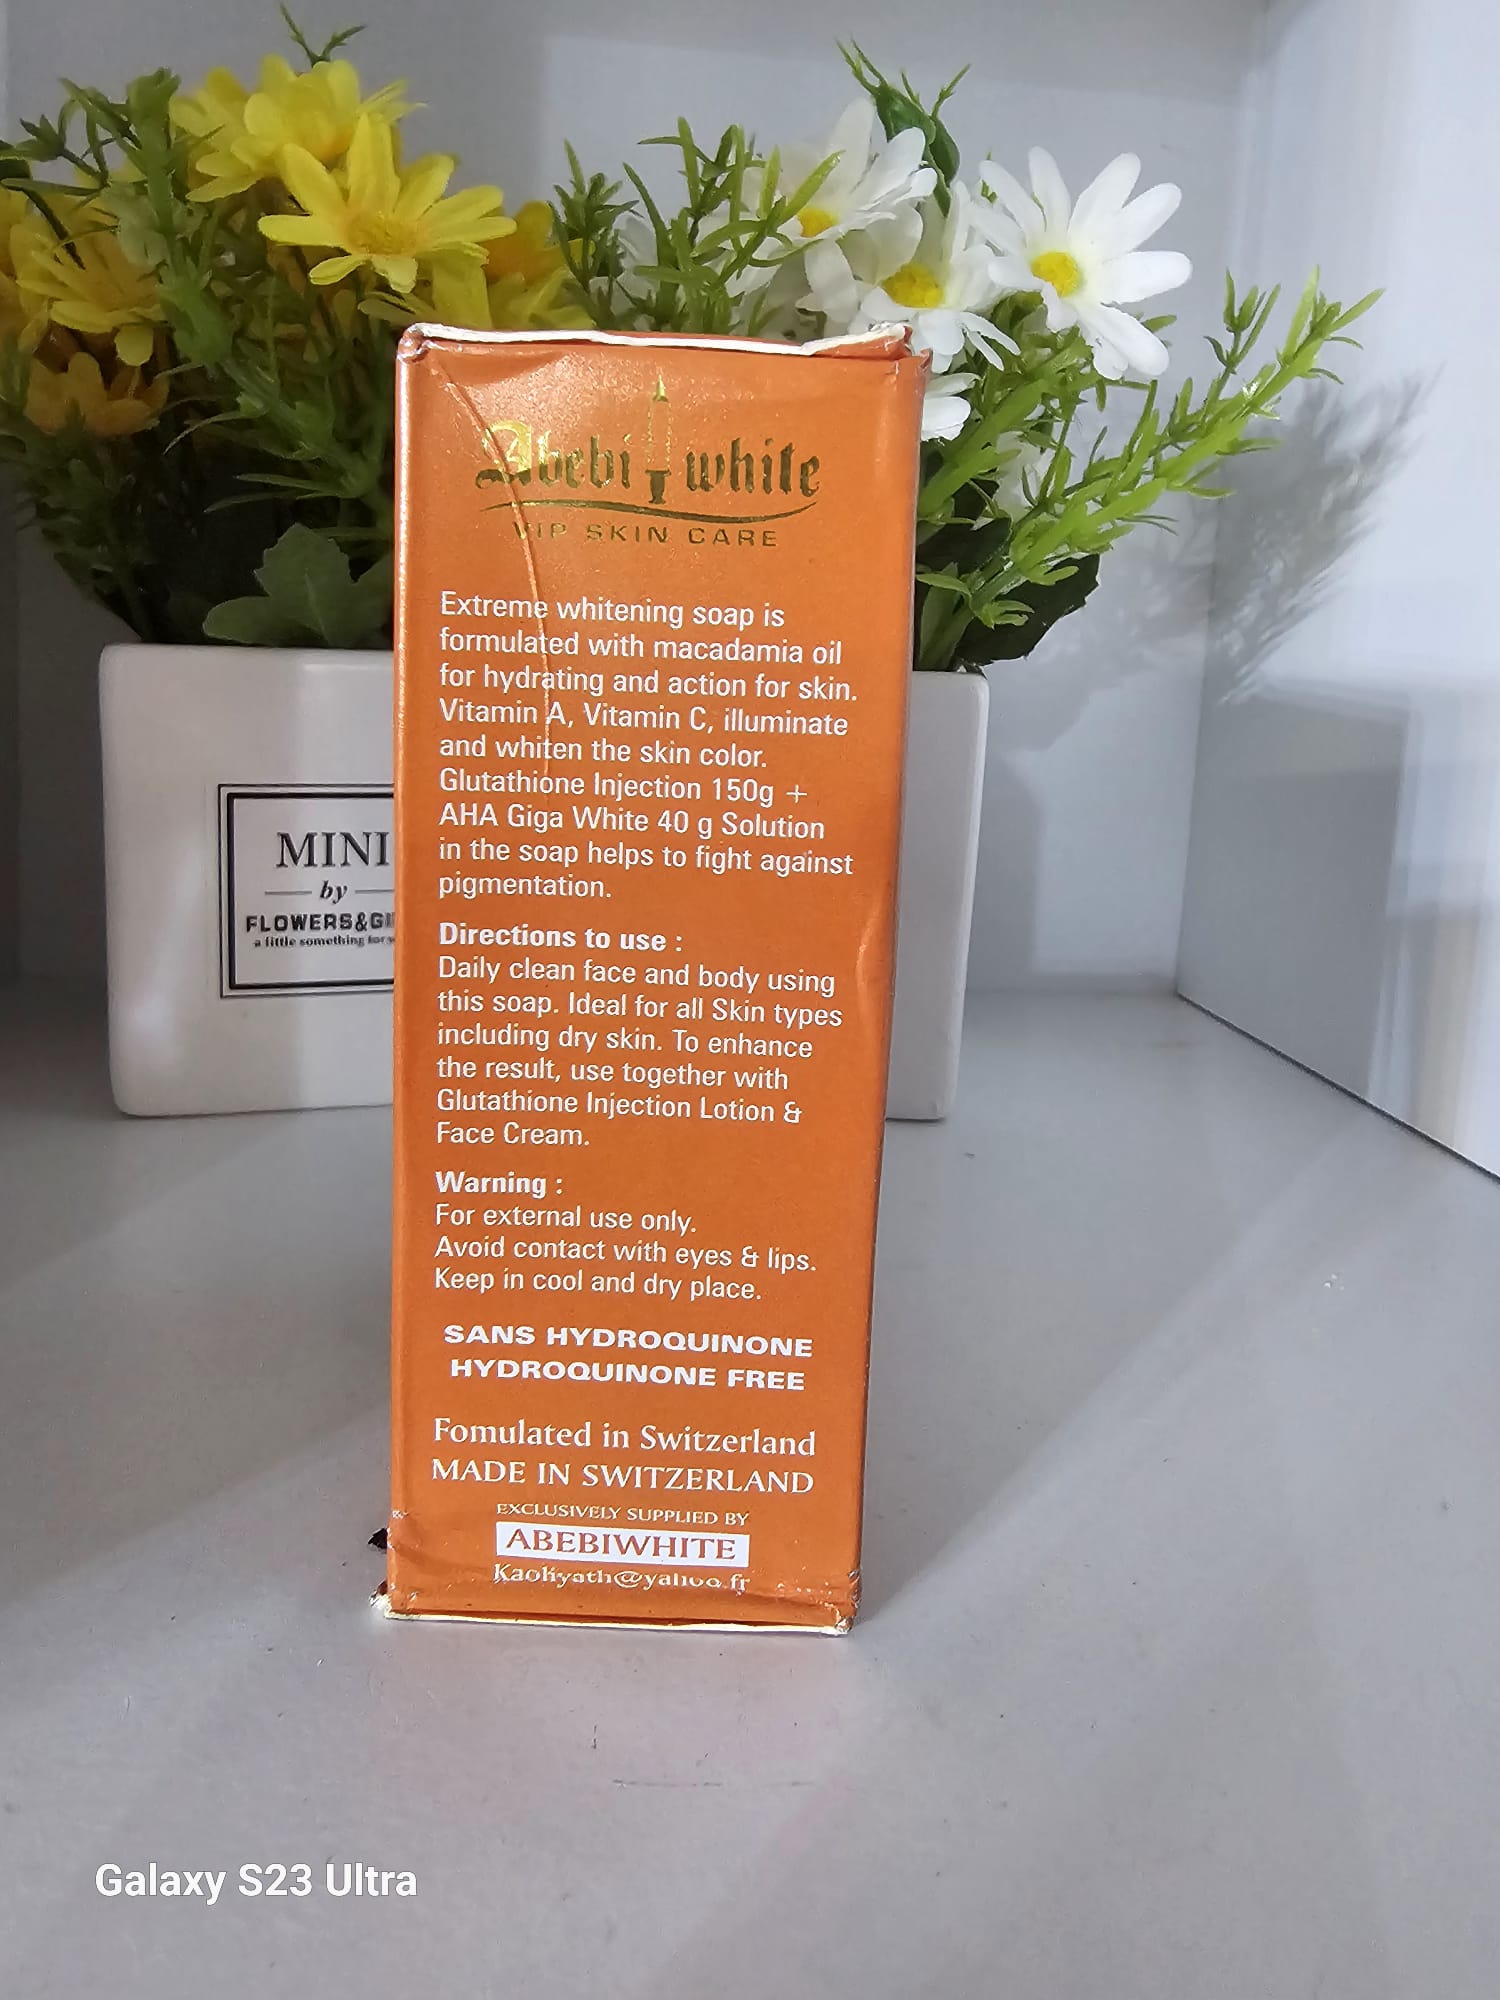 Abebi white
VIP SKIN CARE
Extreme whitening soap is
formulated with macadamia oil
for hydrating and action for skin.
Vitamin A, Vitamin C, illuminate
and whiten the skin color.
Glutathione Injection 150g +
AHA Giga White 40 g Solution
in the soap helps to fight against
pigmentation.
Directions to use :
Daily clean face and body using
this soap. Ideal for all Skin types
including dry skin. To enhance
the result, use together with
Glutathione Injection Lotion &
Face Cream.
Warning :
For external use only.
Avoid contact with eyes & lips.
Keep in cool and dry place.
SANS HYDROQUINONE
HYDROQUINONE FREE
Fomulated in Switzerland
MADE IN SWITZERLAND
EXCLUSIVELY SUPPLIED BY
ABEBIWHITE
MINI
by
FLOWERS&GI
a little something for
Galaxy S23 Ultra